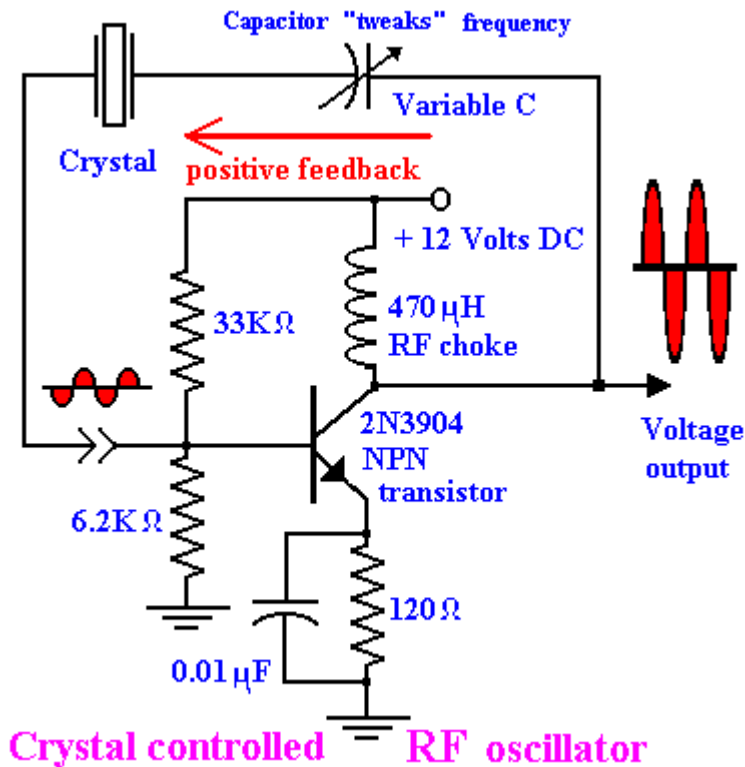 Capacitor "tweaks" frequency
Variable C
Crystal
positive feedback
+ 12 Volts DC
33KΩ
470 µH
RF choke
2N3904
NPN
transistor
Voltage
output
6.2KΩ
120Ω
0.01µF
Crystal controlled RF oscillator